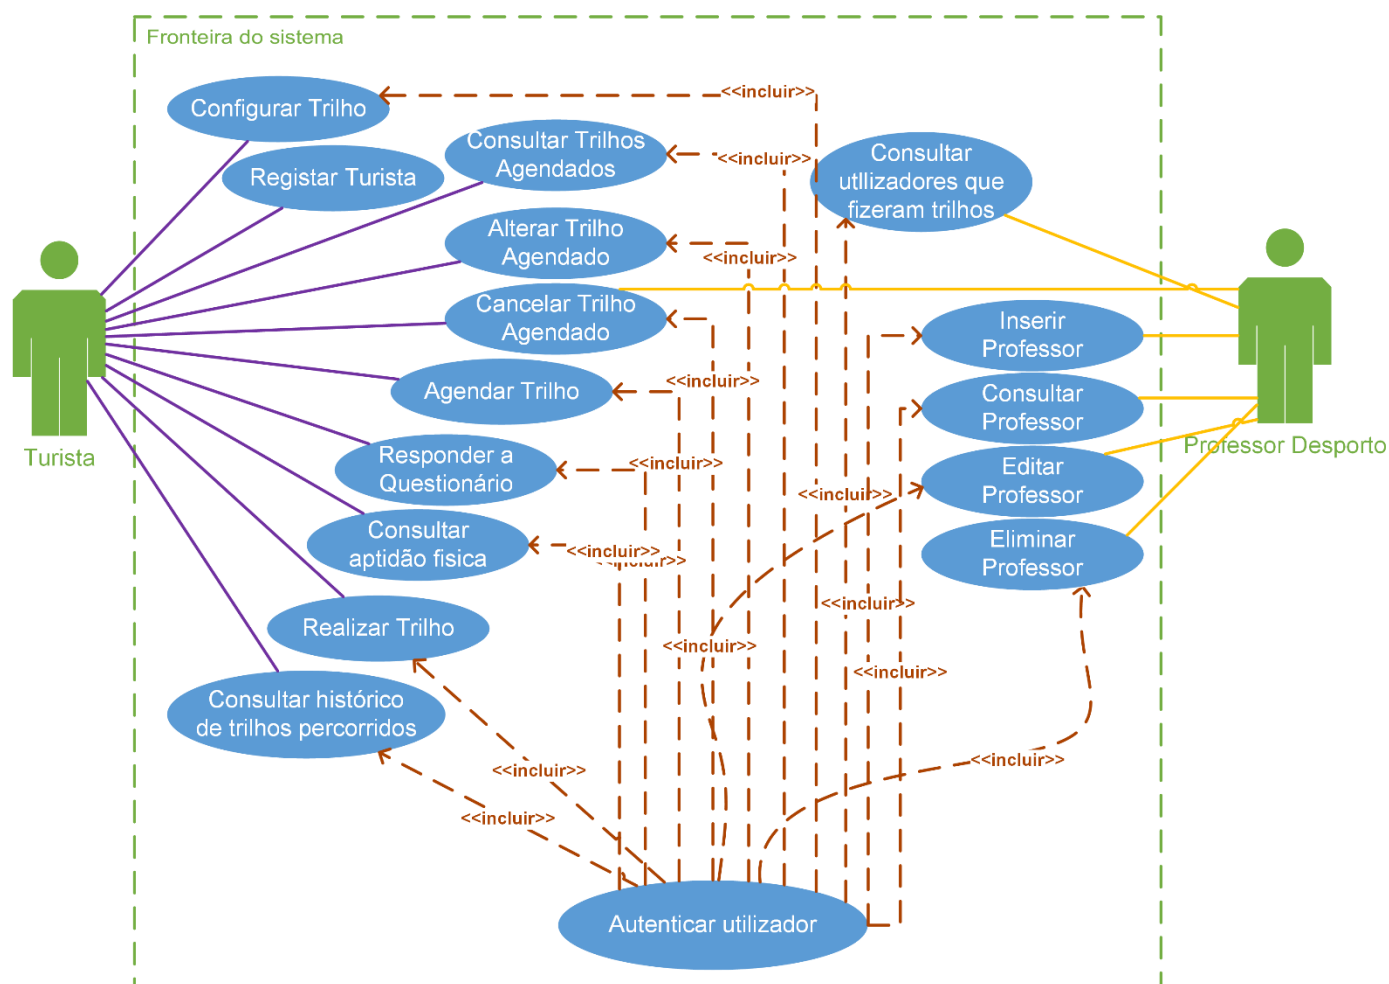 Fronteira do sistema
Configurar Trilho
<<incluir>>
Consultar Trilhos
Agendados
<<incluir>>
Consultar
utIlizadores que
fizeram trilhos
Registar Turista
Alterar Trilho
Agendado
<<incluir>>
Cancelar Trilho
Agendado
Inserir
Professor
Agendar Trilho
<<incluir>>
Consultar
Professor
Turista
Professor Desporto
Responder a
Questionário
<<incluir>>
Editar
Professor
<<incluir>>
Consultar
aptidão fisica
<<incluir>>
<<incluir>>
Eliminar
Professor
<<incluir>>
Realizar Trilho
<<incluir>>
<<incluir>>
Consultar histórico
de trilhos percorridos
<<incluir>>
<<incluir>>
<<incluir>>
Autenticar utilizador